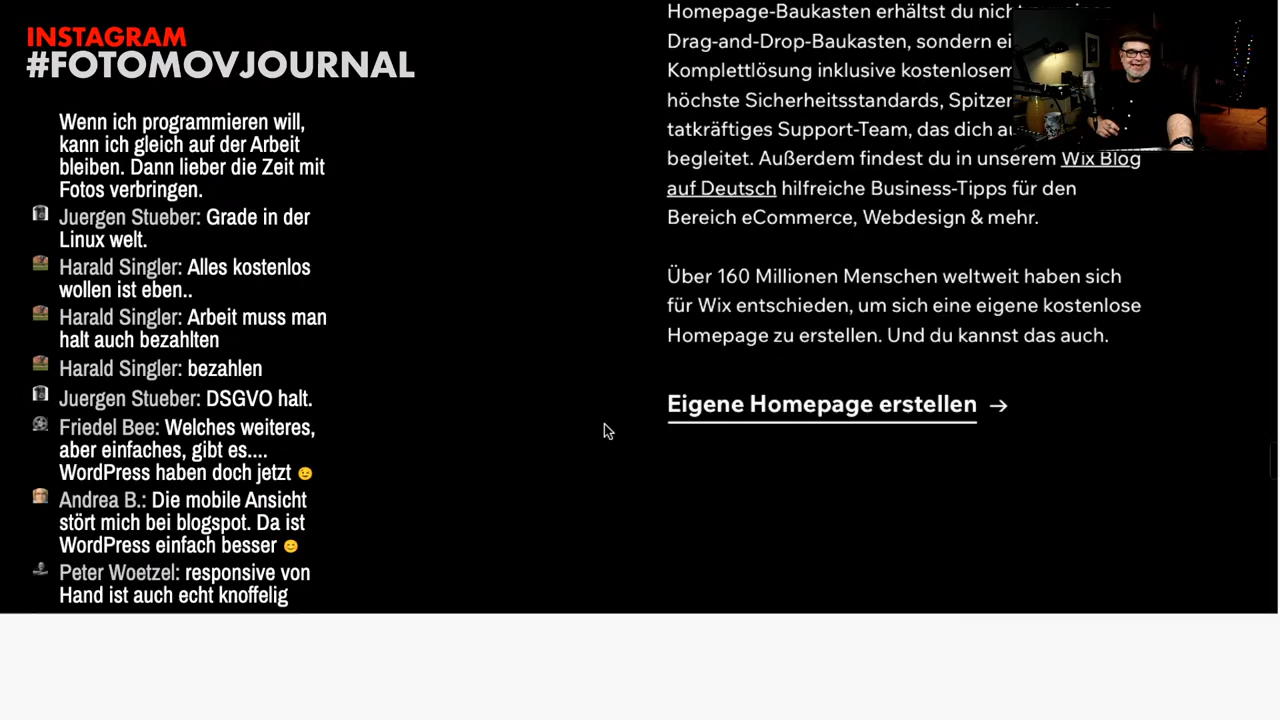 INSTAGRAM
#FOTOMOVJOURNAL
Wenn ich programmieren will,
kann ich gleich auf der Arbeit
bleiben. Dann lieber die Zeit mit
Fotos verbringen.
Juergen Stueber: Grade in der
Linux welt.
Harald Singler: Alles kostenlos
wollen ist eben..
Harald Singler: Arbeit muss man
halt auch bezahlten
Harald Singler: bezahlen
Juergen Stueber: DSGVO halt.
Friedel Bee: Welches weiteres,
aber einfaches, gibt es....
WordPress haben doch jetzt 😉
Andrea B.: Die mobile Ansicht
stört mich bei blogspot. Da ist
WordPress einfach besser 😊
Peter Woetzel: responsive von
Hand ist auch echt knoffelig
Homepage-Baukasten erhältst du
Drag-and-Drop-Baukasten, sondern
Komplettlösung inklusive kostenlosem
höchste Sicherheitsstandards,
tatkräftiges Support-Team, das dich
begleitet. Außerdem findest du in unserem Wix Blog
auf Deutsch hilfreiche Business-Tipps für den
Bereich eCommerce, Webdesign & mehr.
Über 160 Millionen Menschen weltweit haben sich
für Wix entschieden, um sich eine eigene kostenlose
Homepage zu erstellen. Und du kannst das auch.
Eigene Homepage erstellen →